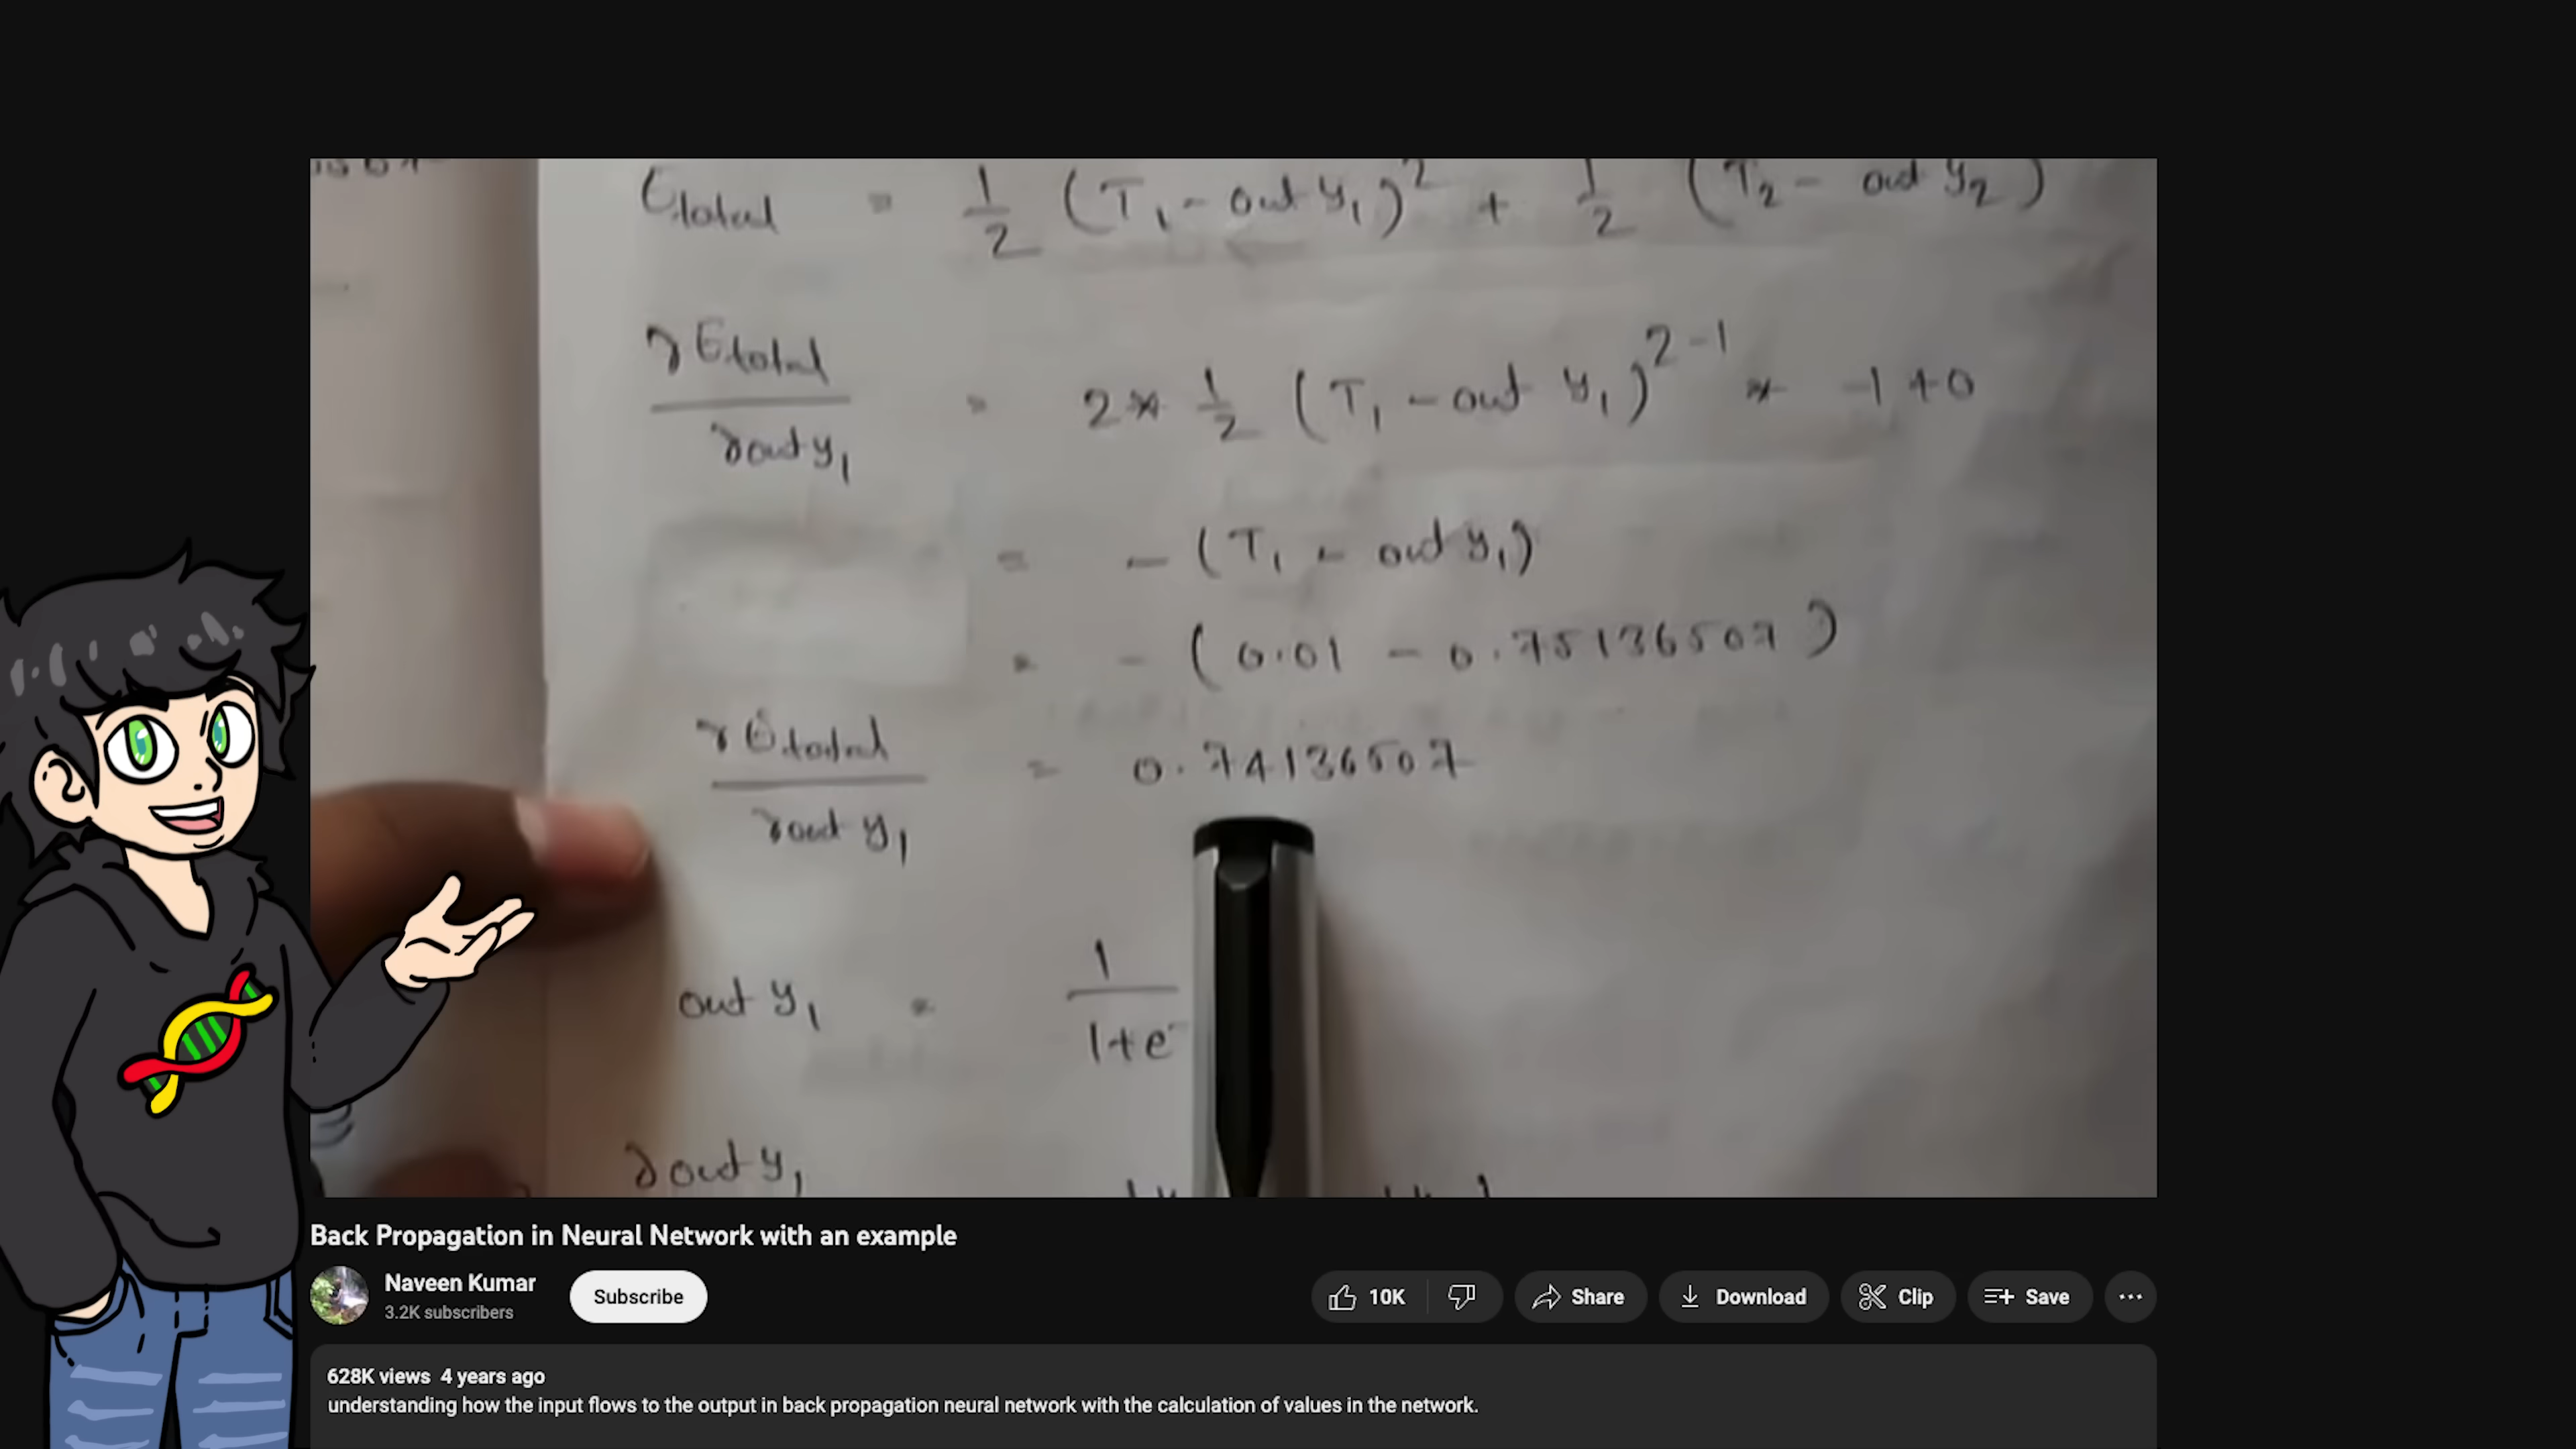 Etotal = 1/2 (T1 - out y1)^2 + 1/2 (T2 - out y2)
∂Etotal / ∂out y1 = 2 * 1/2 (T1 - out y1)^2-1 * -1 + 0
= - (T1 - out y1)
= - (0.01 - 0.75136507)
∂Etotal / ∂out y1 = 0.74136507
out y1 = 1 / 1+e-
∂out y1
Back Propagation in Neural Network with an example
Naveen Kumar
3.2K subscribers
Subscribe
10K
Share
Download
Clip
Save
628K views 4 years ago
understanding how the input flows to the output in back propagation neural network with the calculation of values in the network.